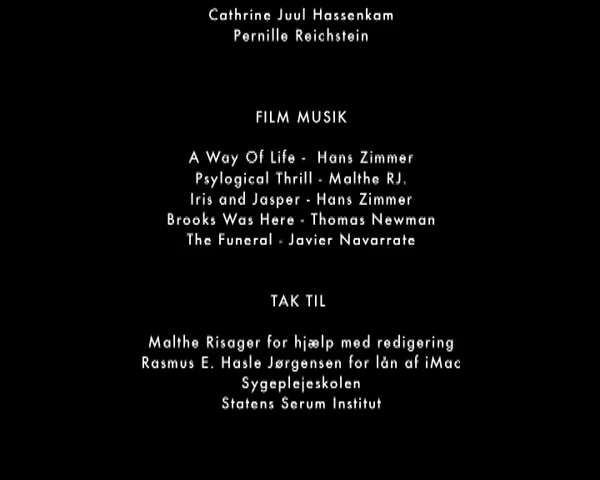 Cathrine Juul Hassenkam
Pernille Reichstein
FILM MUSIK
A Way Of Life - Hans Zimmer
Psylogical Thrill - Malthe RJ.
Iris and Jasper - Hans Zimmer
Brooks Was Here - Thomas Newman
The Funeral - Javier Navarrate
TAK TIL
Malthe Risager for hjælp med redigering
Rasmus E. Hasle Jørgensen for lån af iMac
Sygeplejeskolen
Statens Serum Institut